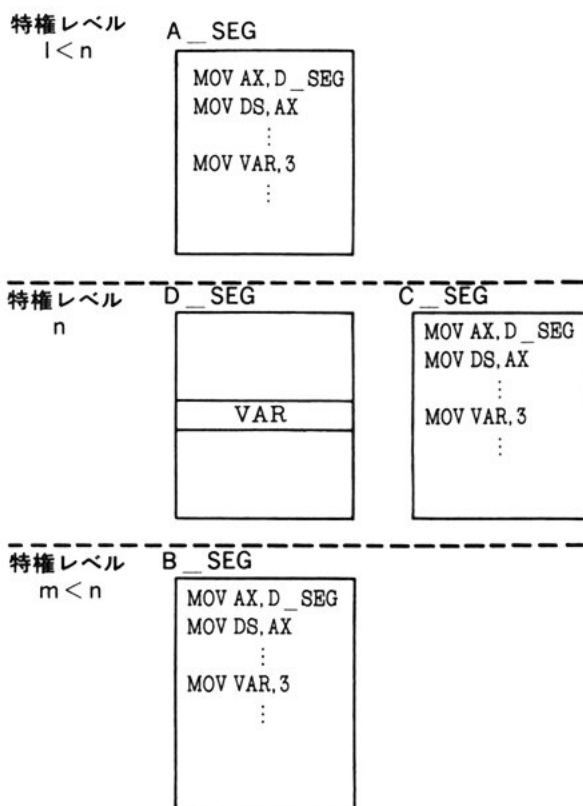 特権レベル
l<n
A_SEG
MOV AX, D_SEG
MOV DS, AX
⋮
MOV VAR, 3
⋮
特権レベル
n
D_SEG
VAR
C_SEG
MOV AX, D_SEG
MOV DS, AX
⋮
MOV VAR, 3
⋮
特権レベル
m<n
B_SEG
MOV AX, D_SEG
MOV DS, AX
⋮
MOV VAR, 3
⋮